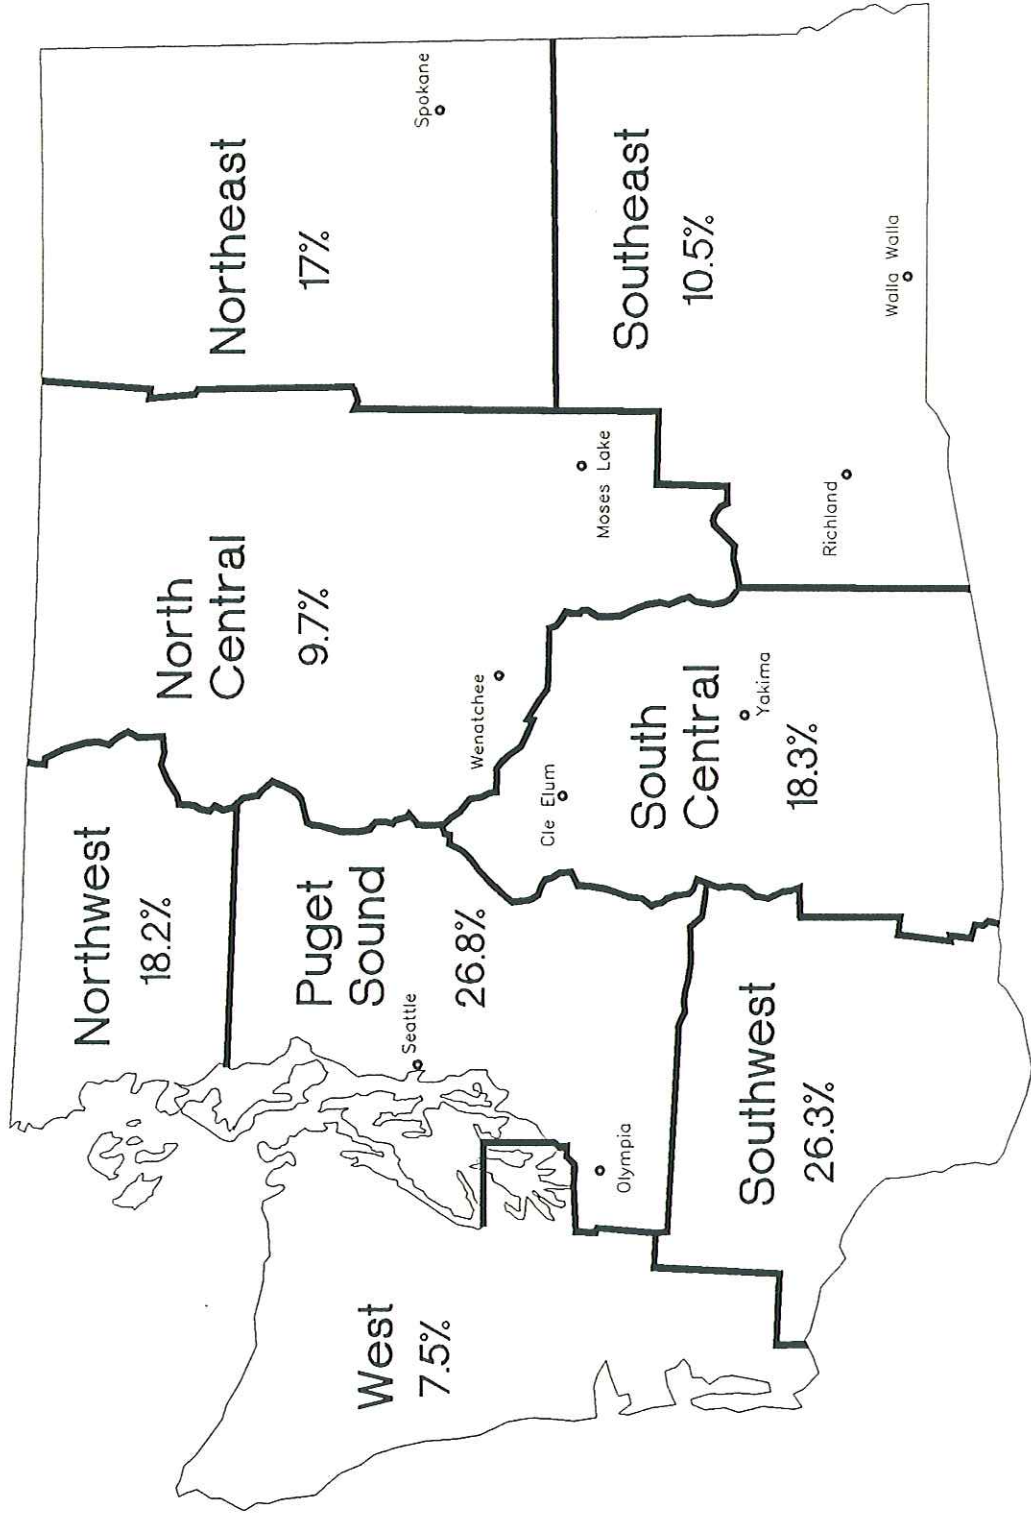 Northwest
18.2%
North
Central
9.7%
Northeast
17%
Spokane
Puget
Sound
26.8%
Seattle
Wenatchee
Moses Lake
West
7.5%
Olympia
Cle Elum
South
Central
18.3%
Yakima
Southeast
10.5%
Richland
Walla Walla
Southwest
26.3%